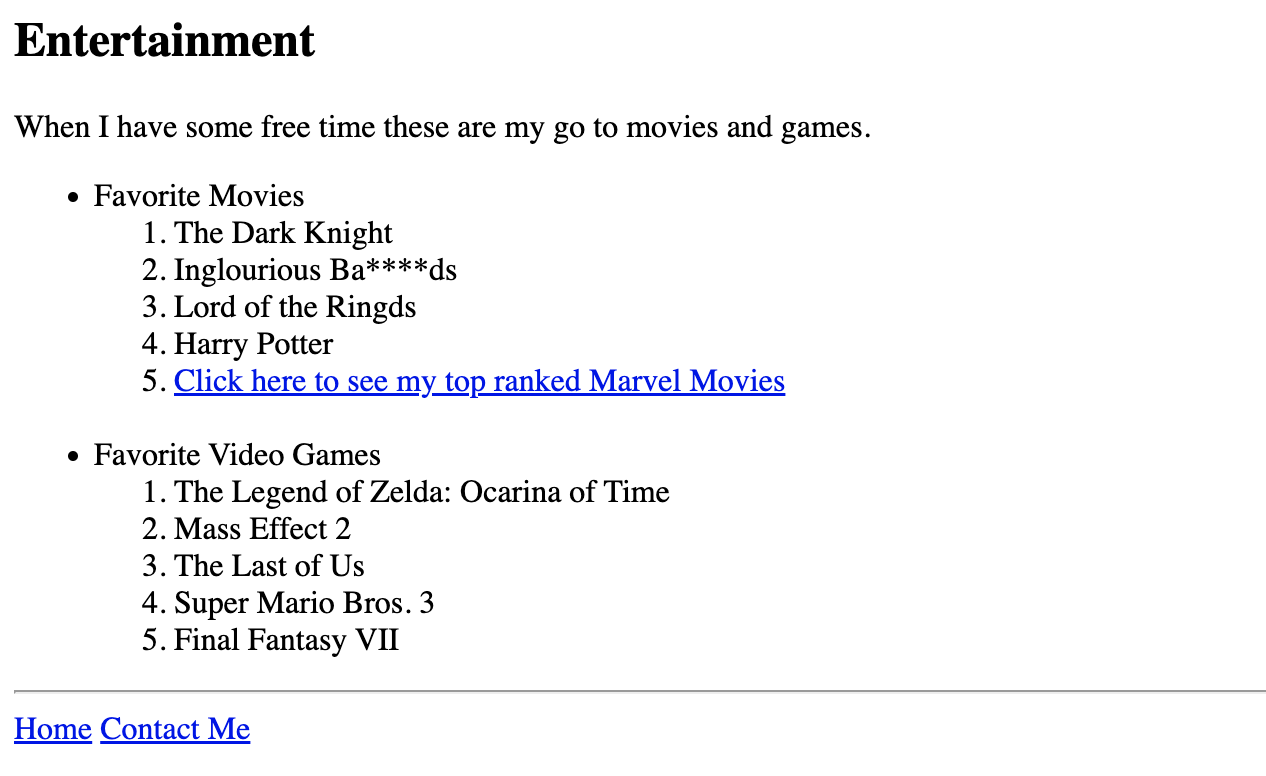 Entertainment
When I have some free time these are my go to movies and games.
• Favorite Movies
1. The Dark Knight
2. Inglourious Ba****ds
3. Lord of the Ringds
4. Harry Potter
5. Click here to see my top ranked Marvel Movies
• Favorite Video Games
1. The Legend of Zelda: Ocarina of Time
2. Mass Effect 2
3. The Last of Us
4. Super Mario Bros. 3
5. Final Fantasy VII
Home Contact Me